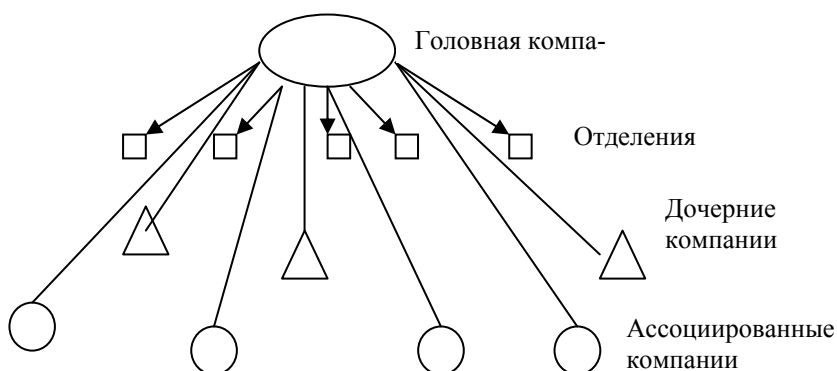 Головная компа-
Отделения
Дочерние
компании
Ассоциированные
компании